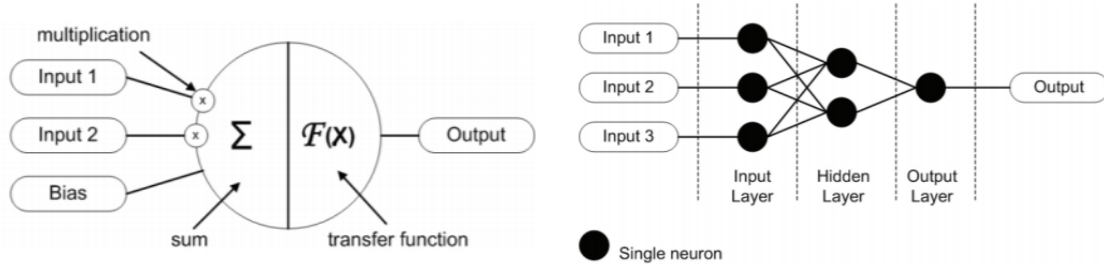 multiplication
Input 1
x
Input 2
x
Σ
F(X)
Output
Bias
sum
transfer function
Input 1
Input 2
Output
Input 3
Input
Layer
Hidden
Layer
Output
Layer
Single neuron